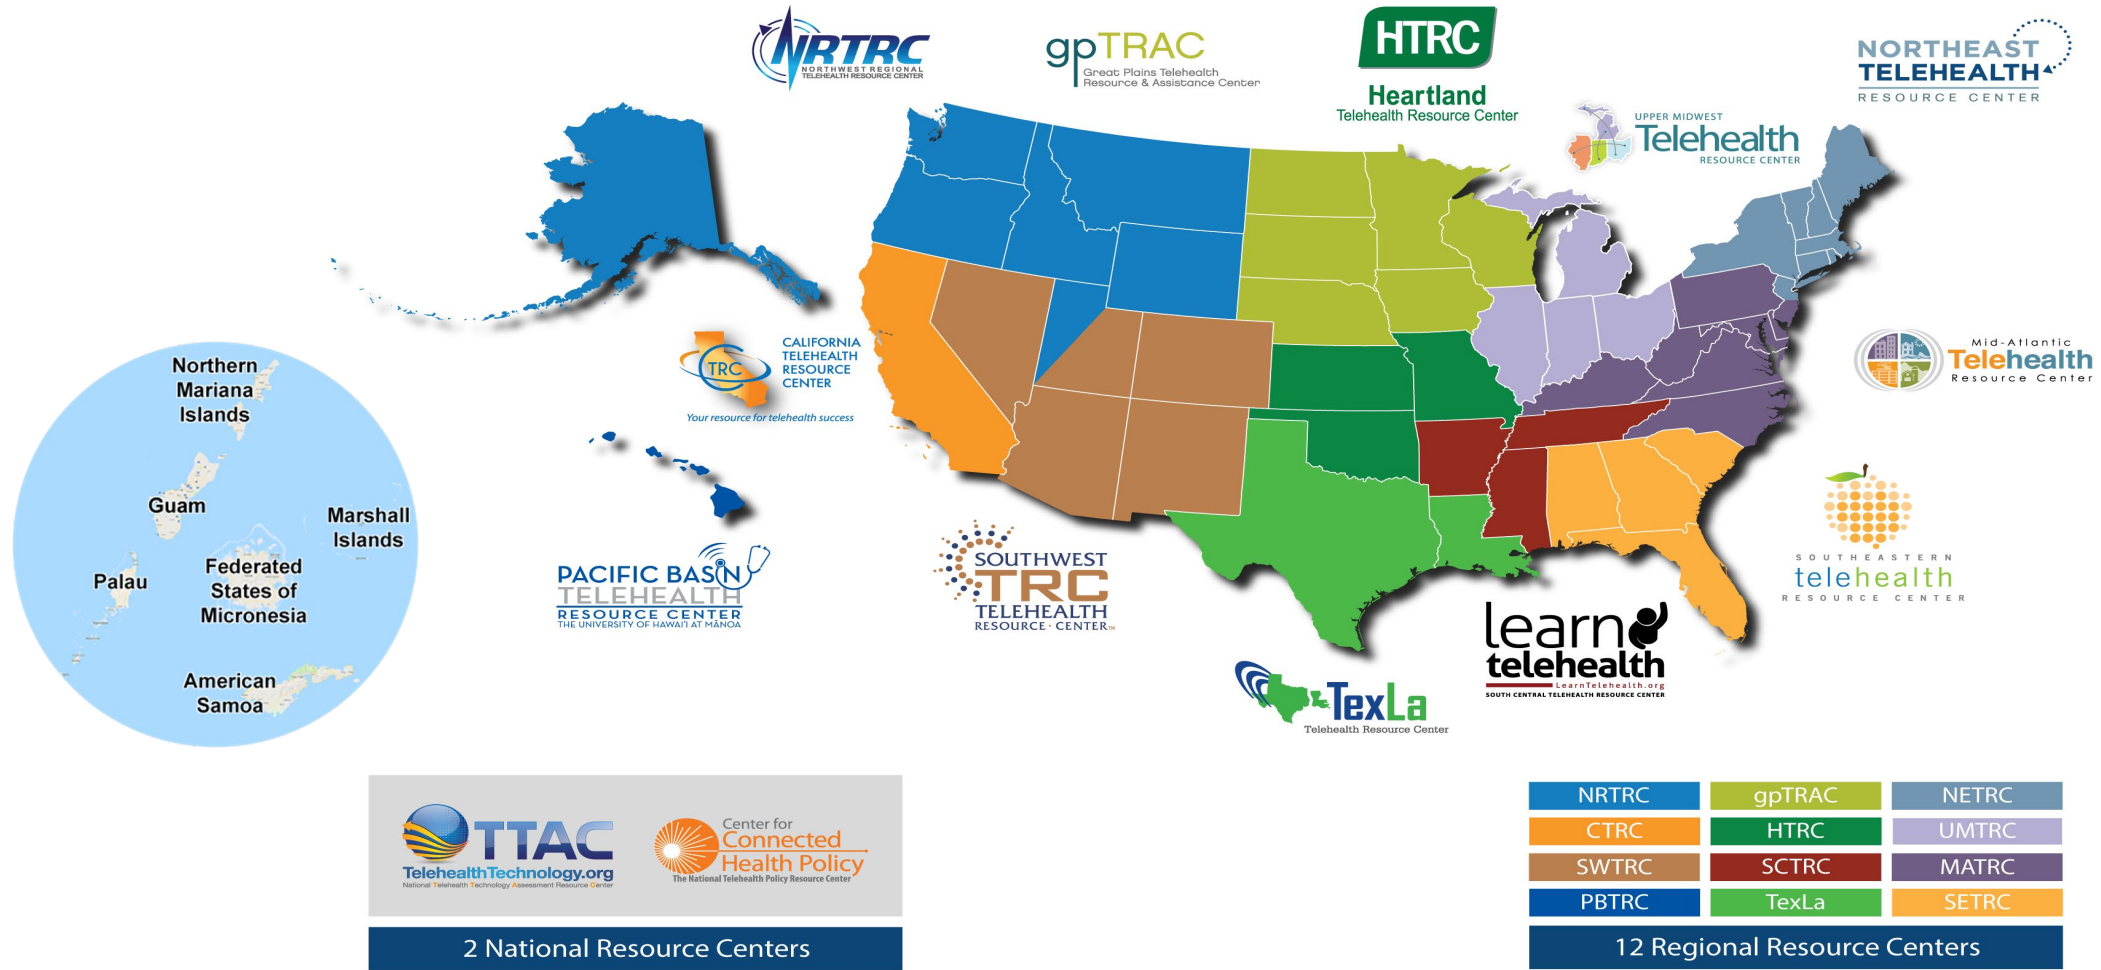 NRTRC
NORTHWEST REGIONAL
TELEHEALTH RESOURCE CENTER
gpTRAC
Great Plains Telehealth
Resource & Assistance Center
HTRC
Heartland
Telehealth Resource Center
NORTHEAST
TELEHEALTH
RESOURCE CENTER
UPPER MIDWEST
Telehealth
RESOURCE CENTER
TRC
CALIFORNIA
TELEHEALTH
RESOURCE
CENTER
Your resource for telehealth success
Mid-Atlantic
Telehealth
Resource Center
Northern
Mariana
Islands
Guam
Marshall
Islands
Palau
Federated
States of
Micronesia
American
Samoa
PACIFIC BASIN
TELEHEALTH
RESOURCE CENTER
THE UNIVERSITY OF HAWAI'I AT MĀNOA
SOUTHWEST
TRC
TELEHEALTH
RESOURCE · CENTER™
SOUTHEASTERN
telehealth
RESOURCE CENTER
learn
telehealth
LearnTelehealth.org
SOUTH CENTRAL TELEHEALTH RESOURCE CENTER
TexLa
Telehealth Resource Center
TTAC
TelehealthTechnology.org
National Telehealth Technology Assessment Resource Center
Center for
Connected
Health Policy
The National Telehealth Policy Resource Center
2 National Resource Centers
NRTRC gpTRAC NETRC
CTRC HTRC UMTRC
SWTRC SCTRC MATRC
PBTRC TexLa SETRC
12 Regional Resource Centers